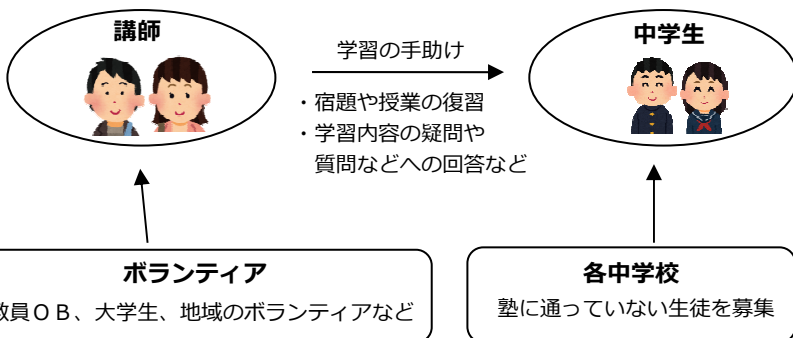 講師
学習の手助け
中学生
・宿題や授業の復習
・学習内容の疑問や
質問などへの回答など
ボランティア
教員ОB、大学生、地域のボランティアなど
各中学校
塾に通っていない生徒を募集